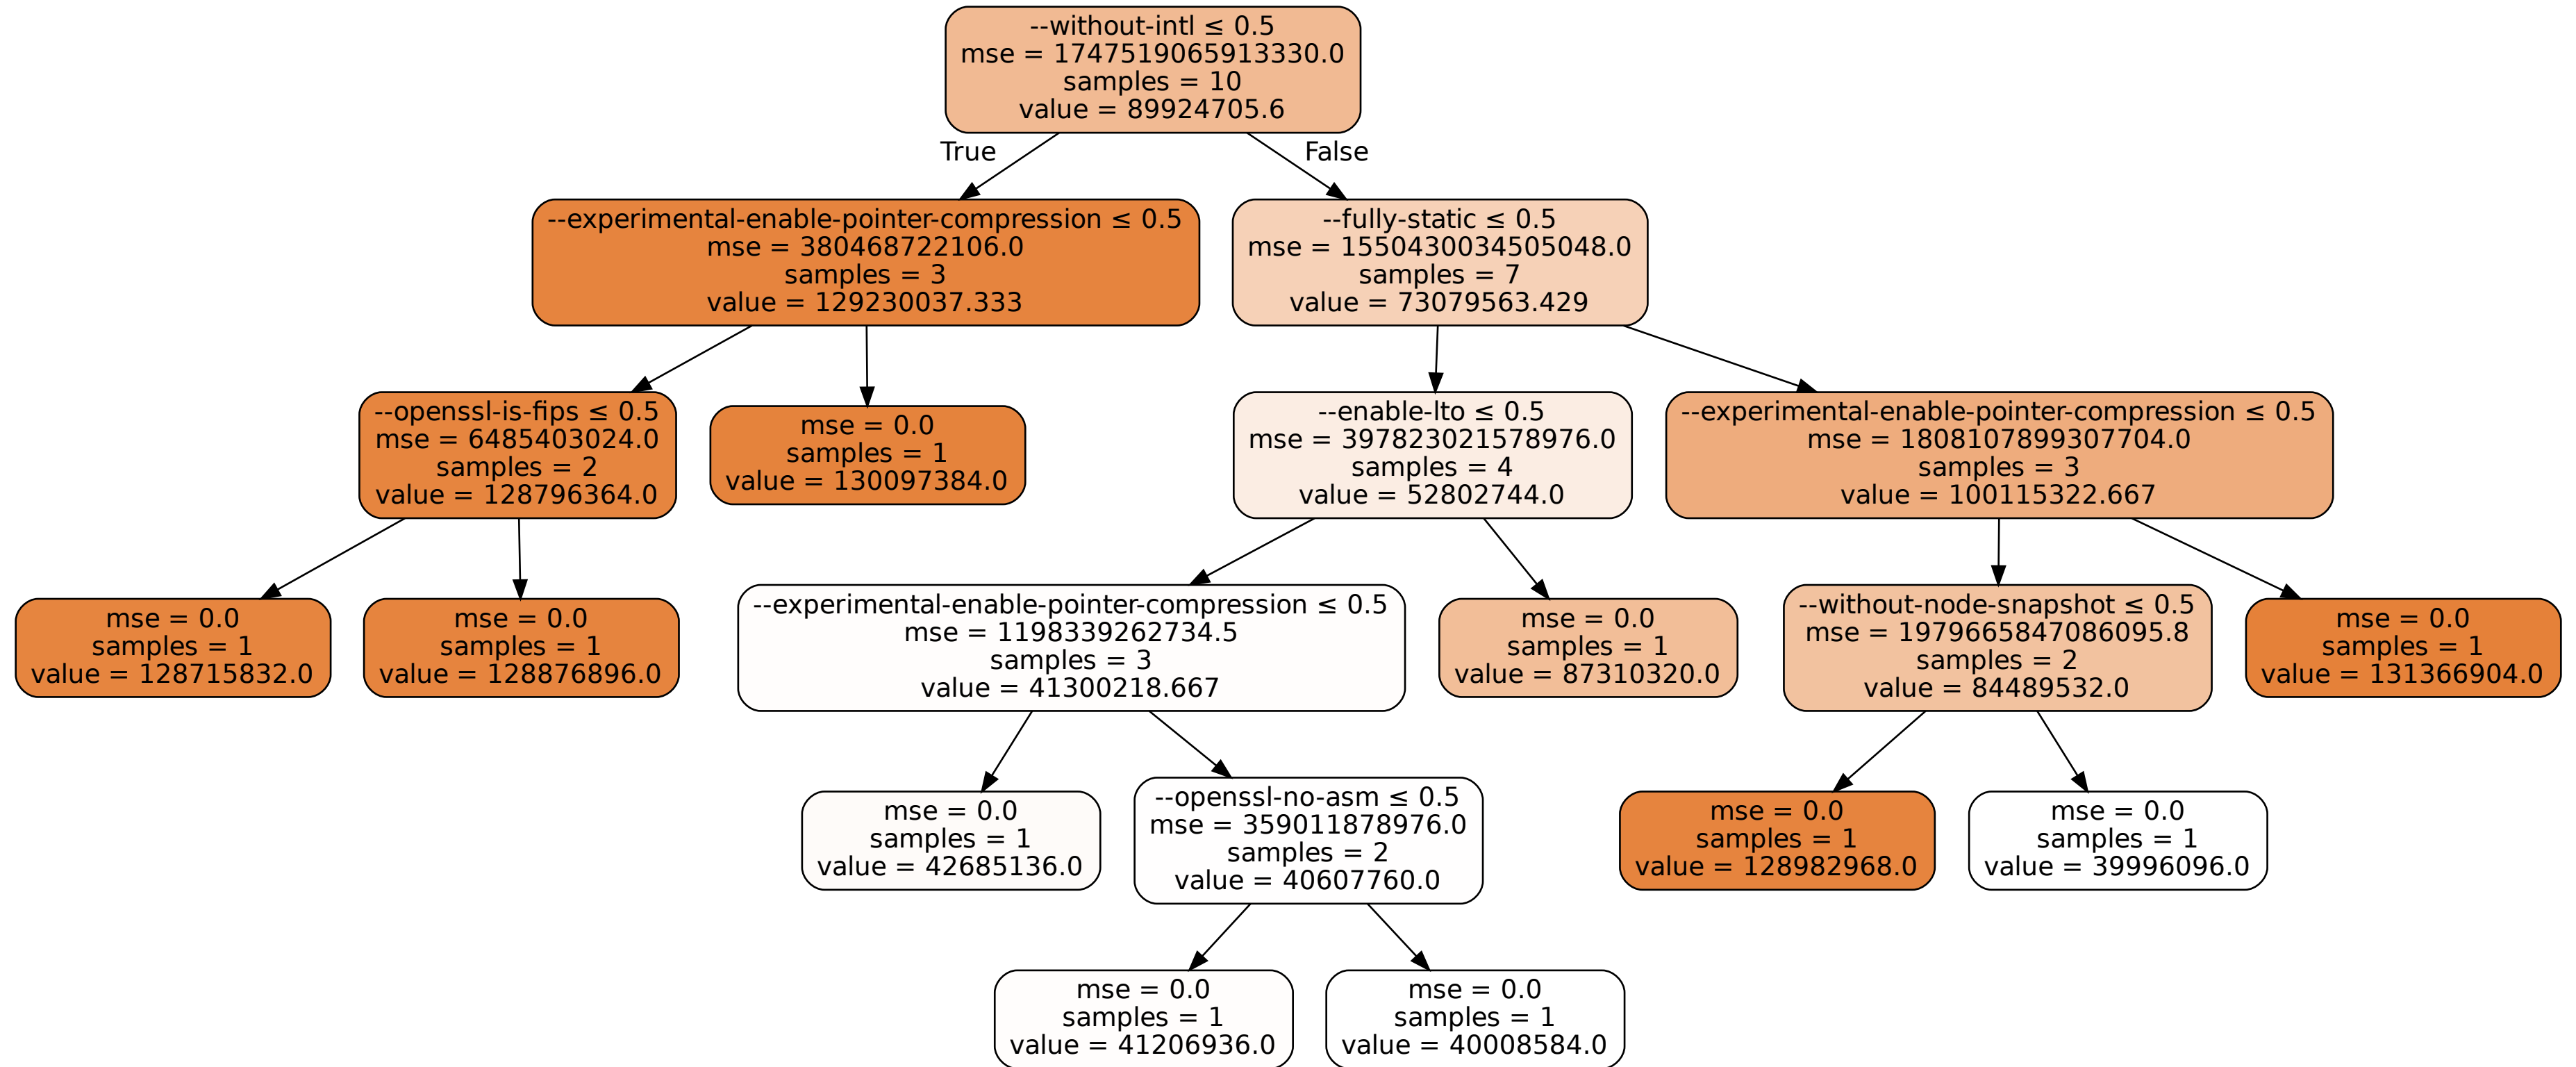 --without-intl ≤ 0.5
mse = 1747519065913330.0
samples = 10
value = 89924705.6
True
False
--experimental-enable-pointer-compression ≤ 0.5
mse = 380468722106.0
samples = 3
value = 129230037.333
--fully-static ≤ 0.5
mse = 1550430034505048.0
samples = 7
value = 73079563.429
--openssl-is-fips ≤ 0.5
mse = 6485403024.0
samples = 2
value = 128796364.0
mse = 0.0
samples = 1
value = 130097384.0
--enable-lto ≤ 0.5
mse = 397823021578976.0
samples = 4
value = 52802744.0
--experimental-enable-pointer-compression ≤ 0.5
mse = 1808107899307704.0
samples = 3
value = 100115322.667
mse = 0.0
samples = 1
value = 128715832.0
mse = 0.0
samples = 1
value = 128876896.0
--experimental-enable-pointer-compression ≤ 0.5
mse = 1198339262734.5
samples = 3
value = 41300218.667
mse = 0.0
samples = 1
value = 87310320.0
--without-node-snapshot ≤ 0.5
mse = 1979665847086095.8
samples = 2
value = 84489532.0
mse = 0.0
samples = 1
value = 131366904.0
mse = 0.0
samples = 1
value = 42685136.0
--openssl-no-asm ≤ 0.5
mse = 359011878976.0
samples = 2
value = 40607760.0
mse = 0.0
samples = 1
value = 128982968.0
mse = 0.0
samples = 1
value = 39996096.0
mse = 0.0
samples = 1
value = 41206936.0
mse = 0.0
samples = 1
value = 40008584.0